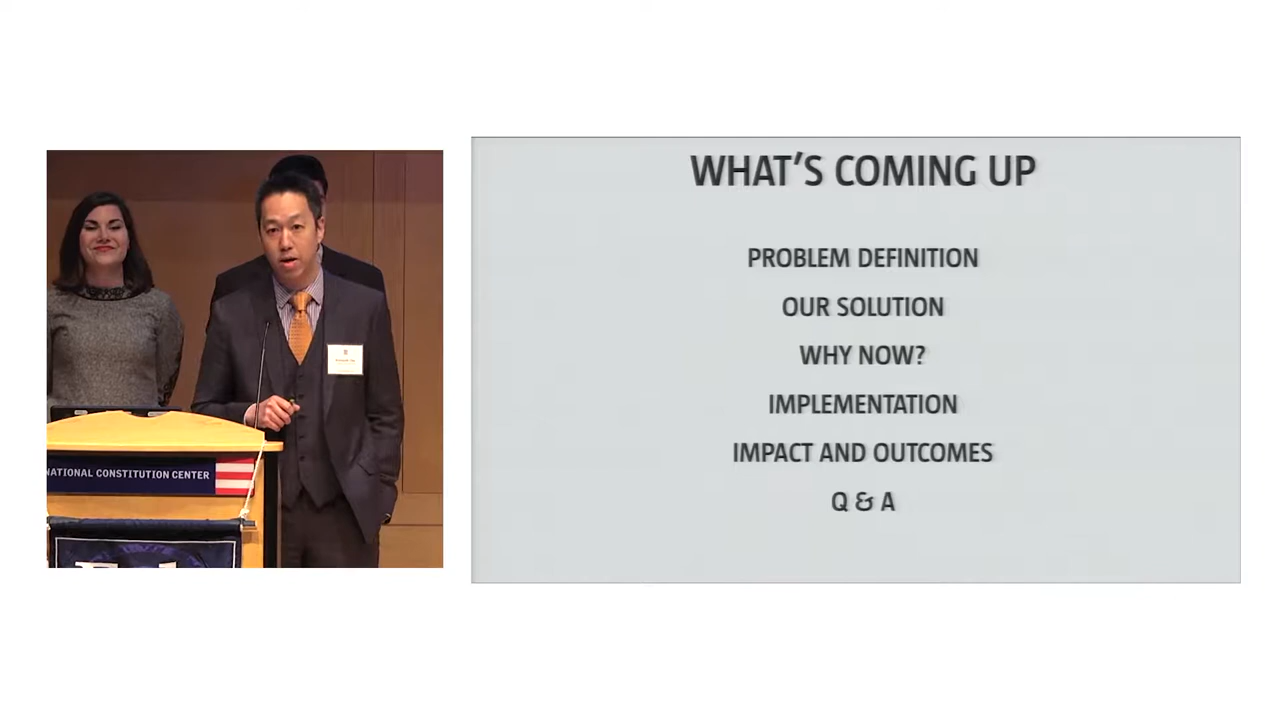 NATIONAL CONSTITUTION CENTER
WHAT'S COMING UP
PROBLEM DEFINITION
OUR SOLUTION
WHY NOW?
IMPLEMENTATION
IMPACT AND OUTCOMES
Q & A